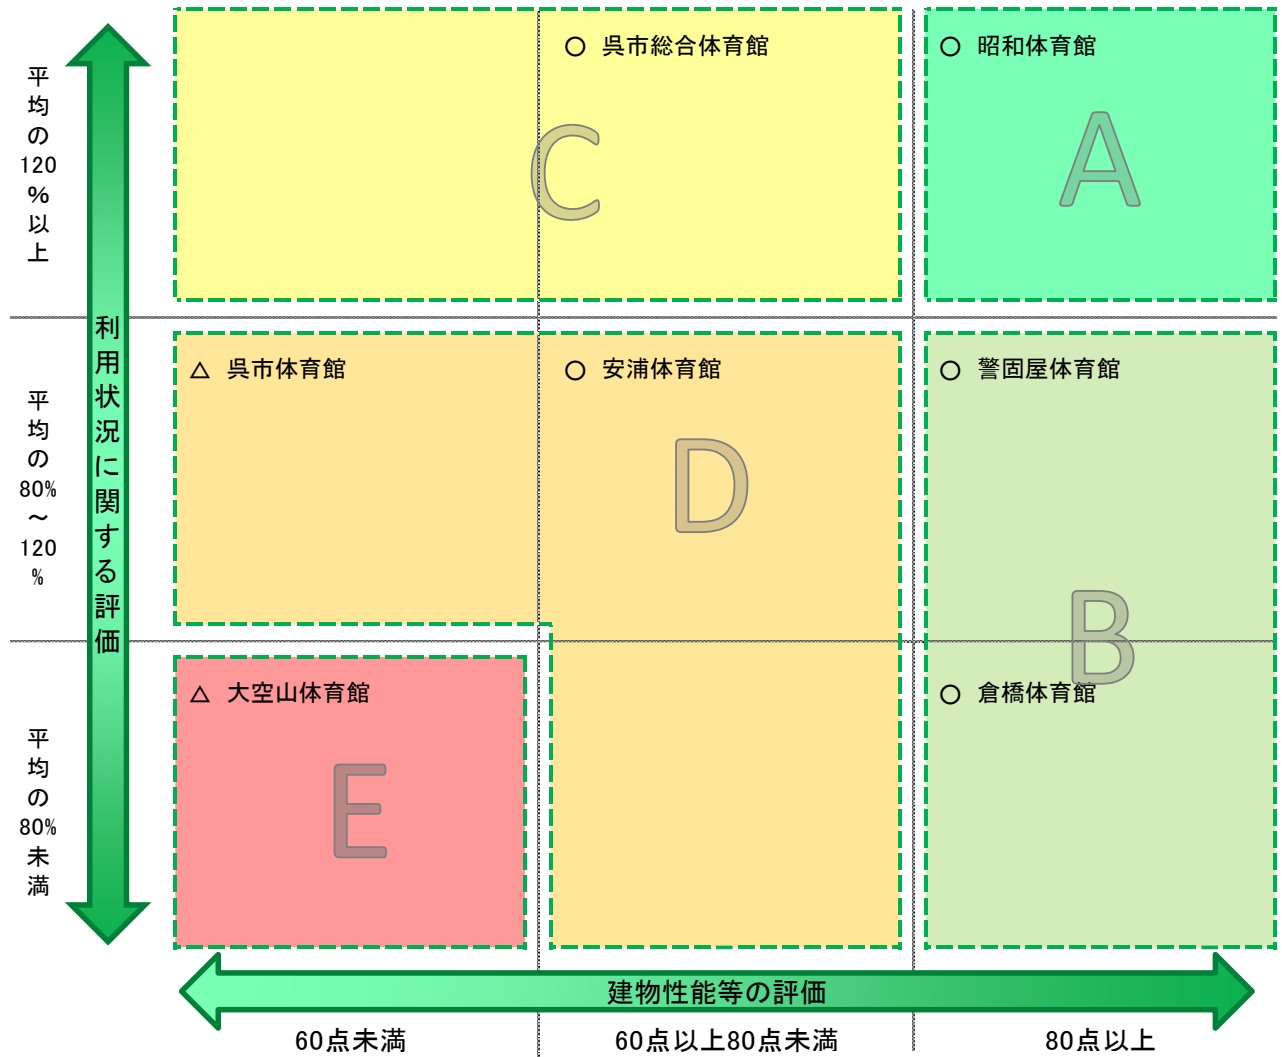 平均の120%以上
○ 呉市総合体育館
○ 昭和体育館
C
A
利用状況に関する評価
平均の80%～120%
△ 呉市体育館
○ 安浦体育館
○ 警固屋体育館
D
B
平均の80%未満
△ 大空山体育館
○ 倉橋体育館
E
建物性能等の評価
60点未満
60点以上80点未満
80点以上